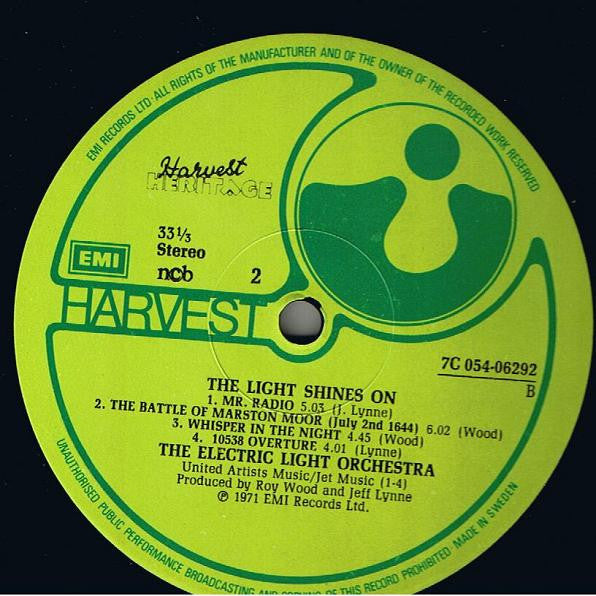 EMI RECORDS LTD · ALL RIGHTS OF THE MANUFACTURER AND OF THE OWNER OF THE RECORDED WORK RESERVED
Harvest
HERITAGE
33⅓
Stereo
EMI
ncb 2
HARVEST
7C 054-06292
B
THE LIGHT SHINES ON
1. MR. RADIO 5.03 (J. Lynne)
2. THE BATTLE OF MARSTON MOOR (July 2nd 1644) 6.02 (Wood)
3. WHISPER IN THE NIGHT 4.45 (Wood)
4. 10538 OVERTURE 4.01 (Lynne)
THE ELECTRIC LIGHT ORCHESTRA
United Artists Music/Jet Music (1-4)
Produced by Roy Wood and Jeff Lynne
℗ 1971 EMI Records Ltd.
UNAUTHORISED PUBLIC PERFORMANCE BROADCASTING AND COPYING OF THIS RECORD PROHIBITED MADE IN SWEDEN